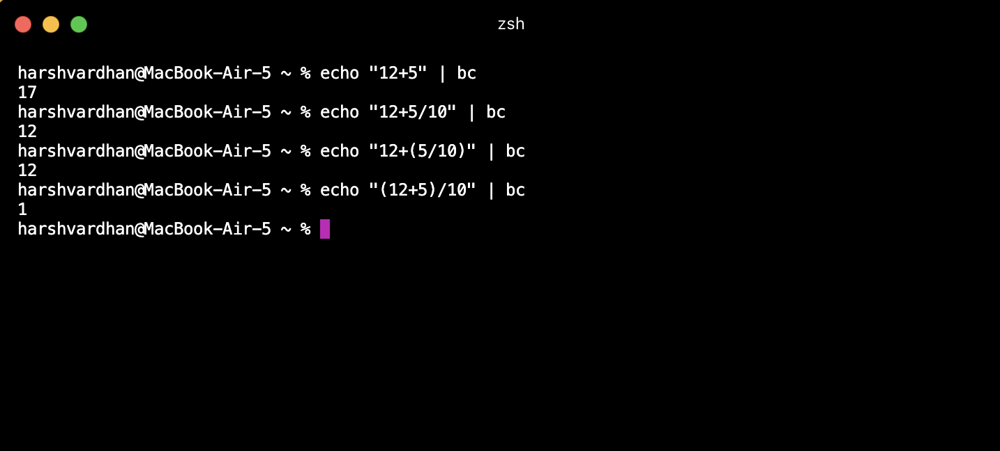 zsh
harshvardhan@MacBook-Air-5 ~ % echo "12+5" | bc
17
harshvardhan@MacBook-Air-5 ~ % echo "12+5/10" | bc
12
harshvardhan@MacBook-Air-5 ~ % echo "12+(5/10)" | bc
12
harshvardhan@MacBook-Air-5 ~ % echo "(12+5)/10" | bc
1
harshvardhan@MacBook-Air-5 ~ %